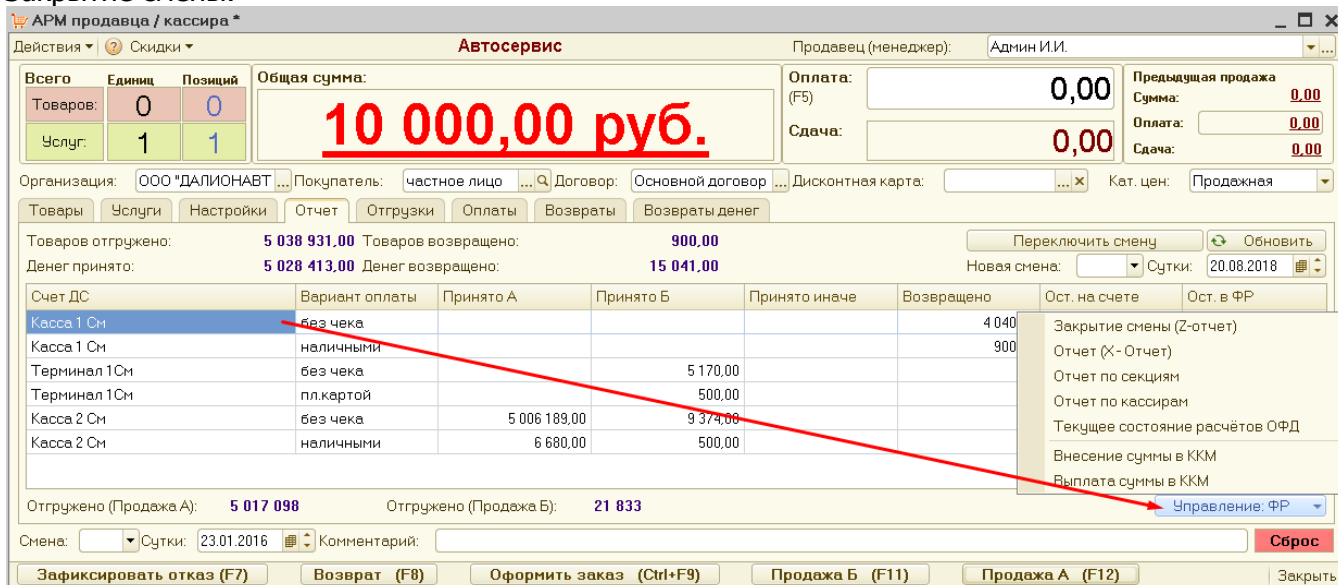 АРМ продавца / кассира *
Действия Скидки Автосервис Продавец (менеджер): Админ И.И.
Всего Единиц Позиций Общая сумма: Оплата: (F5) 0,00 Предыдущая продажа
Товаров: 0 0 10 000,00 руб. Сумма: 0,00
Услуг: 1 1 Сдача: 0,00 Оплата: 0,00
Сдача: 0,00
Организация: ООО "ДАЛИОНАВТ ... Покупатель: частное лицо ... Договор: Основной договор ... Дисконтная карта: ... x Кат. цен: Продажная
Товары Услуги Настройки Отчет Отгрузки Оплаты Возвраты Возвраты денег
Товаров отгружено: 5 038 931,00 Товаров возвращено: 900,00 Переключить смену Обновить
Денег принято: 5 028 413,00 Денег возвращено: 15 041,00 Новая смена: Сутки: 20.08.2018
Счет ДС Вариант оплаты Принято А Принято Б Принято иначе Возвращено Ост. на счете Ост. в ФР
Касса 1 См без чека 4 040
Касса 1 См наличными 900
Терминал 1См без чека 5 170,00
Терминал 1См пл.картой 500,00
Касса 2 См без чека 5 006 189,00 9 374,00
Касса 2 См наличными 6 680,00 500,00
Закрытие смены (Z-отчет)
Отчет (X- Отчет)
Отчет по секциям
Отчет по кассирам
Текущее состояние расчётов ОФД
Внесение суммы в ККМ
Выплата суммы в ККМ
Отгружено (Продажа А): 5 017 098 Отгружено (Продажа Б): 21 833 Управление: ФР
Смена: Сутки: 23.01.2016 Комментарий: Сброс
Зафиксировать отказ (F7) Возврат (F8) Оформить заказ (Ctrl+F9) Продажа Б (F11) Продажа А (F12) Закрыть